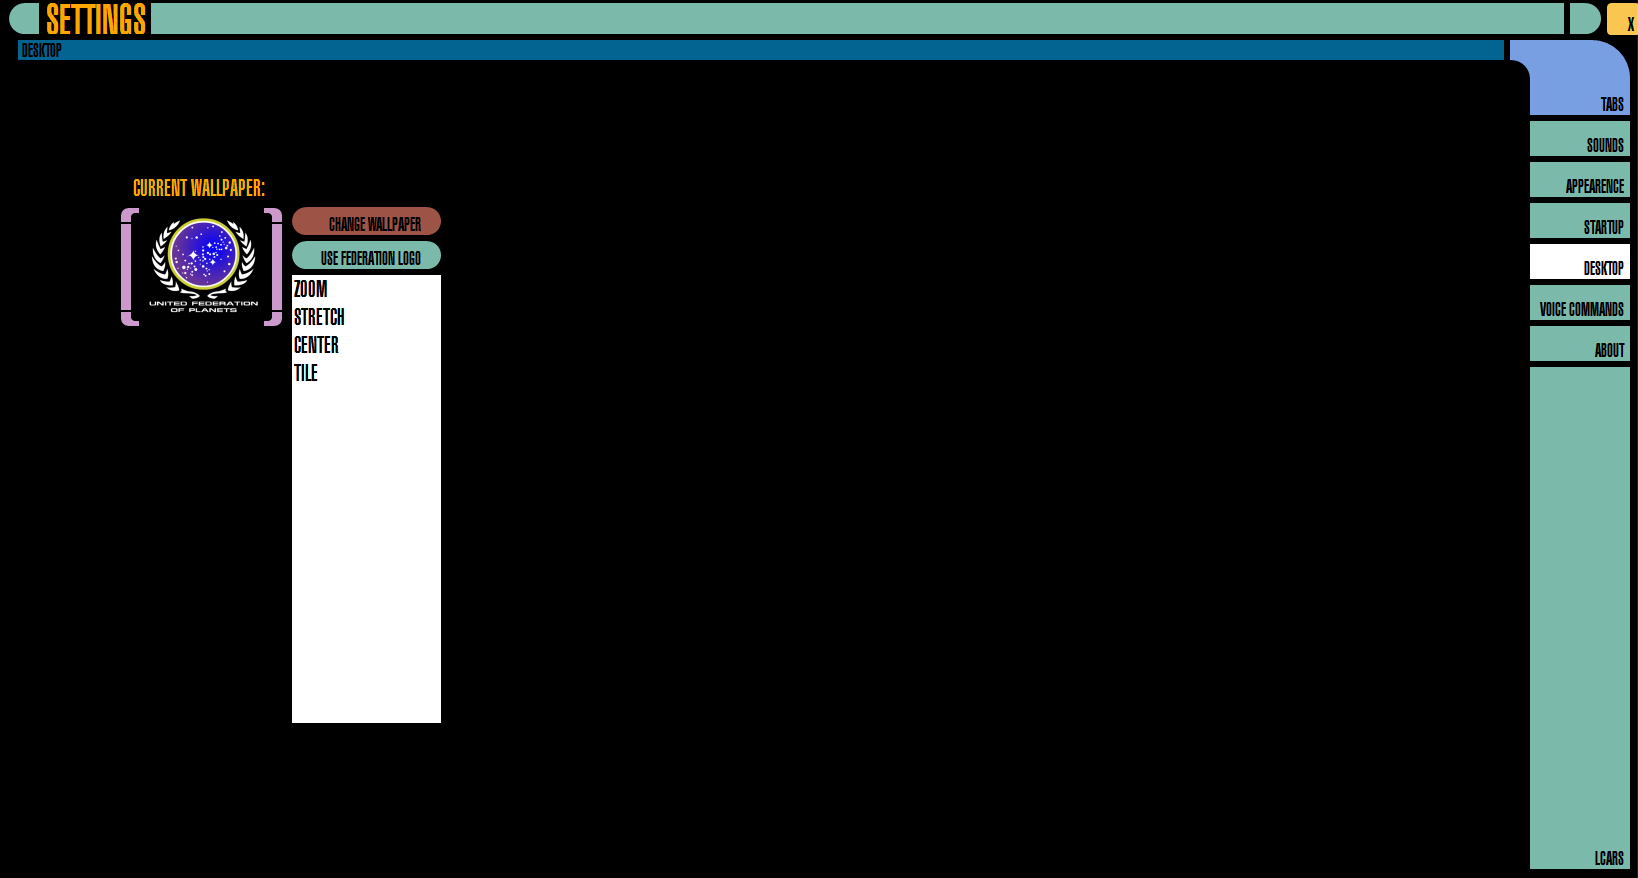 SETTINGS
X
DESKTOP
TABS
SOUNDS
APPEARENCE
STARTUP
DESKTOP
VOICE COMMANDS
ABOUT
LCARS
CURRENT WALLPAPER:
UNITED FEDERATION
OF PLANETS
CHANGE WALLPAPER
USE FEDERATION LOGO
ZOOM
STRETCH
CENTER
TILE